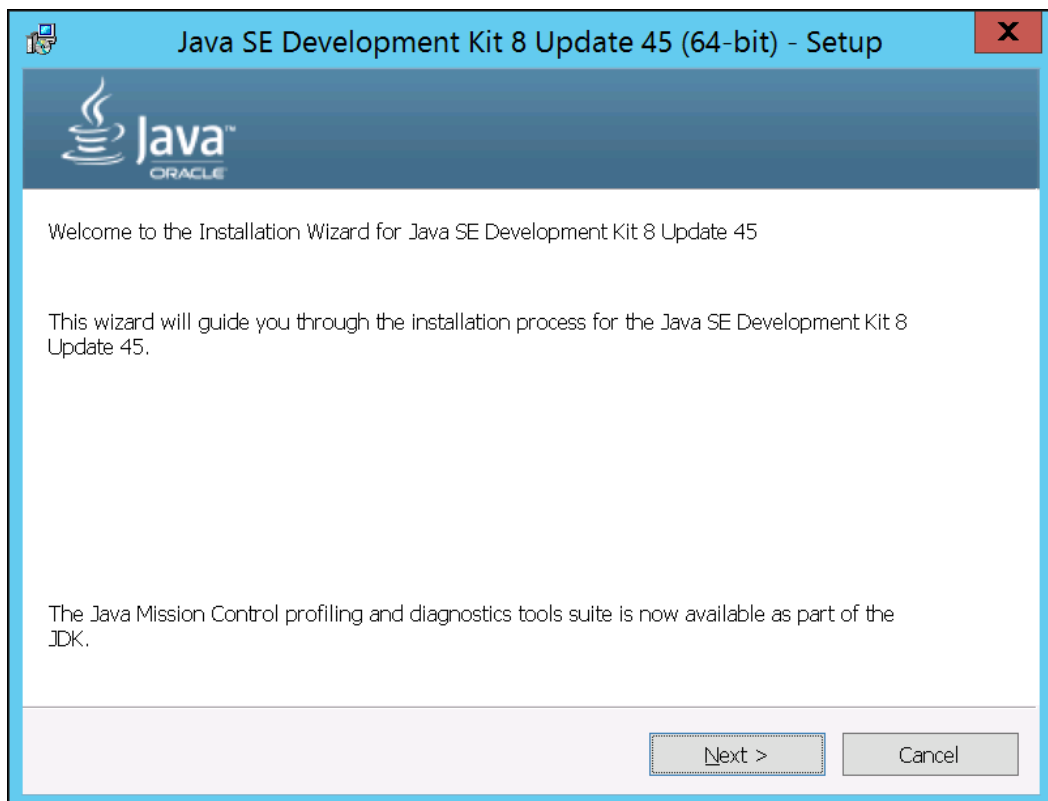 Java SE Development Kit 8 Update 45 (64-bit) - Setup
X
Java™
ORACLE
Welcome to the Installation Wizard for Java SE Development Kit 8 Update 45
This wizard will guide you through the installation process for the Java SE Development Kit 8
Update 45.
The Java Mission Control profiling and diagnostics tools suite is now available as part of the
JDK.
Next >
Cancel